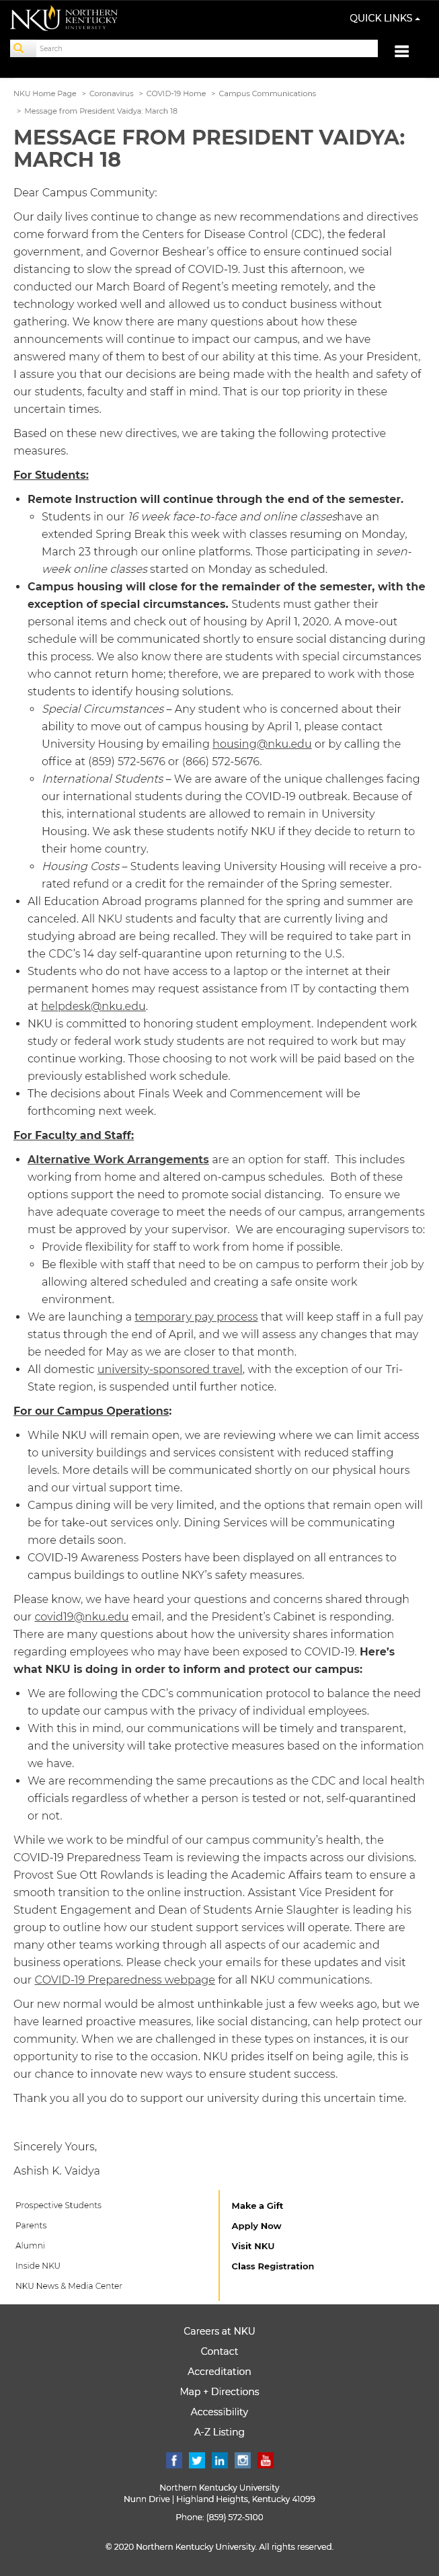 NKU NORTHERN
KENTUCKY
UNIVERSITY
QUICK LINKS
Search
NKU Home Page > Coronavirus > COVID-19 Home > Campus Communications
> Message from President Vaidya: March 18
MESSAGE FROM PRESIDENT VAIDYA:
MARCH 18
Dear Campus Community:
Our daily lives continue to change as new recommendations and directives
come forward from the Centers for Disease Control (CDC), the federal
government, and Governor Beshear's office to ensure continued social
distancing to slow the spread of COVID-19. Just this afternoon, we
conducted our March Board of Regent's meeting remotely, and the
technology worked well and allowed us to conduct business without
gathering. We know there are many questions about how these
announcements will continue to impact our campus, and we have
answered many of them to best of our ability at this time. As your President,
I assure you that our decisions are being made with the health and safety of
our students, faculty and staff in mind. That is our top priority in these
uncertain times.
Based on these new directives, we are taking the following protective
measures.
For Students:
• Remote Instruction will continue through the end of the semester.
◦ Students in our 16 week face-to-face and online classeshave an
extended Spring Break this week with classes resuming on Monday,
March 23 through our online platforms. Those participating in seven-
week online classes started on Monday as scheduled.
• Campus housing will close for the remainder of the semester, with the
exception of special circumstances. Students must gather their
personal items and check out of housing by April 1, 2020. A move-out
schedule will be communicated shortly to ensure social distancing during
this process. We also know there are students with special circumstances
who cannot return home; therefore, we are prepared to work with those
students to identify housing solutions.
◦ Special Circumstances – Any student who is concerned about their
ability to move out of campus housing by April 1, please contact
University Housing by emailing housing@nku.edu or by calling the
office at (859) 572-5676 or (866) 572-5676.
◦ International Students – We are aware of the unique challenges facing
our international students during the COVID-19 outbreak. Because of
this, international students are allowed to remain in University
Housing. We ask these students notify NKU if they decide to return to
their home country.
◦ Housing Costs – Students leaving University Housing will receive a pro-
rated refund or a credit for the remainder of the Spring semester.
• All Education Abroad programs planned for the spring and summer are
canceled. All NKU students and faculty that are currently living and
studying abroad are being recalled. They will be required to take part in
the CDC's 14 day self-quarantine upon returning to the U.S.
• Students who do not have access to a laptop or the internet at their
permanent homes may request assistance from IT by contacting them
at helpdesk@nku.edu.
• NKU is committed to honoring student employment. Independent work
study or federal work study students are not required to work but may
continue working. Those choosing to not work will be paid based on the
previously established work schedule.
• The decisions about Finals Week and Commencement will be
forthcoming next week.
For Faculty and Staff:
• Alternative Work Arrangements are an option for staff. This includes
working from home and altered on-campus schedules. Both of these
options support the need to promote social distancing. To ensure we
have adequate coverage to meet the needs of our campus, arrangements
must be approved by your supervisor. We are encouraging supervisors to:
◦ Provide flexibility for staff to work from home if possible.
◦ Be flexible with staff that need to be on campus to perform their job by
allowing altered scheduled and creating a safe onsite work
environment.
• We are launching a temporary pay process that will keep staff in a full pay
status through the end of April, and we will assess any changes that may
be needed for May as we are closer to that month.
• All domestic university-sponsored travel, with the exception of our Tri-
State region, is suspended until further notice.
For our Campus Operations:
• While NKU will remain open, we are reviewing where we can limit access
to university buildings and services consistent with reduced staffing
levels. More details will be communicated shortly on our physical hours
and our virtual support time.
• Campus dining will be very limited, and the options that remain open will
be for take-out services only. Dining Services will be communicating
more details soon.
• COVID-19 Awareness Posters have been displayed on all entrances to
campus buildings to outline NKY's safety measures.
Please know, we have heard your questions and concerns shared through
our covid19@nku.edu email, and the President's Cabinet is responding.
There are many questions about how the university shares information
regarding employees who may have been exposed to COVID-19. Here's
what NKU is doing in order to inform and protect our campus:
• We are following the CDC's communication protocol to balance the need
to update our campus with the privacy of individual employees.
• With this in mind, our communications will be timely and transparent,
and the university will take protective measures based on the information
we have.
• We are recommending the same precautions as the CDC and local health
officials regardless of whether a person is tested or not, self-quarantined
or not.
While we work to be mindful of our campus community's health, the
COVID-19 Preparedness Team is reviewing the impacts across our divisions.
Provost Sue Ott Rowlands is leading the Academic Affairs team to ensure a
smooth transition to the online instruction. Assistant Vice President for
Student Engagement and Dean of Students Arnie Slaughter is leading his
group to outline how our student support services will operate. There are
many other teams working through all aspects of our academic and
business operations. Please check your emails for these updates and visit
our COVID-19 Preparedness webpage for all NKU communications.
Our new normal would be almost unthinkable just a few weeks ago, but we
have learned proactive measures, like social distancing, can help protect our
community. When we are challenged in these types on instances, it is our
opportunity to rise to the occasion. NKU prides itself on being agile, this is
our chance to innovate new ways to ensure student success.
Thank you all you do to support our university during this uncertain time.
Sincerely Yours,
Ashish K. Vaidya
Prospective Students
Parents
Alumni
Inside NKU
NKU News & Media Center
Make a Gift
Apply Now
Visit NKU
Class Registration
Careers at NKU
Contact
Accreditation
Map + Directions
Accessibility
A-Z Listing
Northern Kentucky University
Nunn Drive | Highland Heights, Kentucky 41099
Phone: (859) 572-5100
© 2020 Northern Kentucky University. All rights reserved.